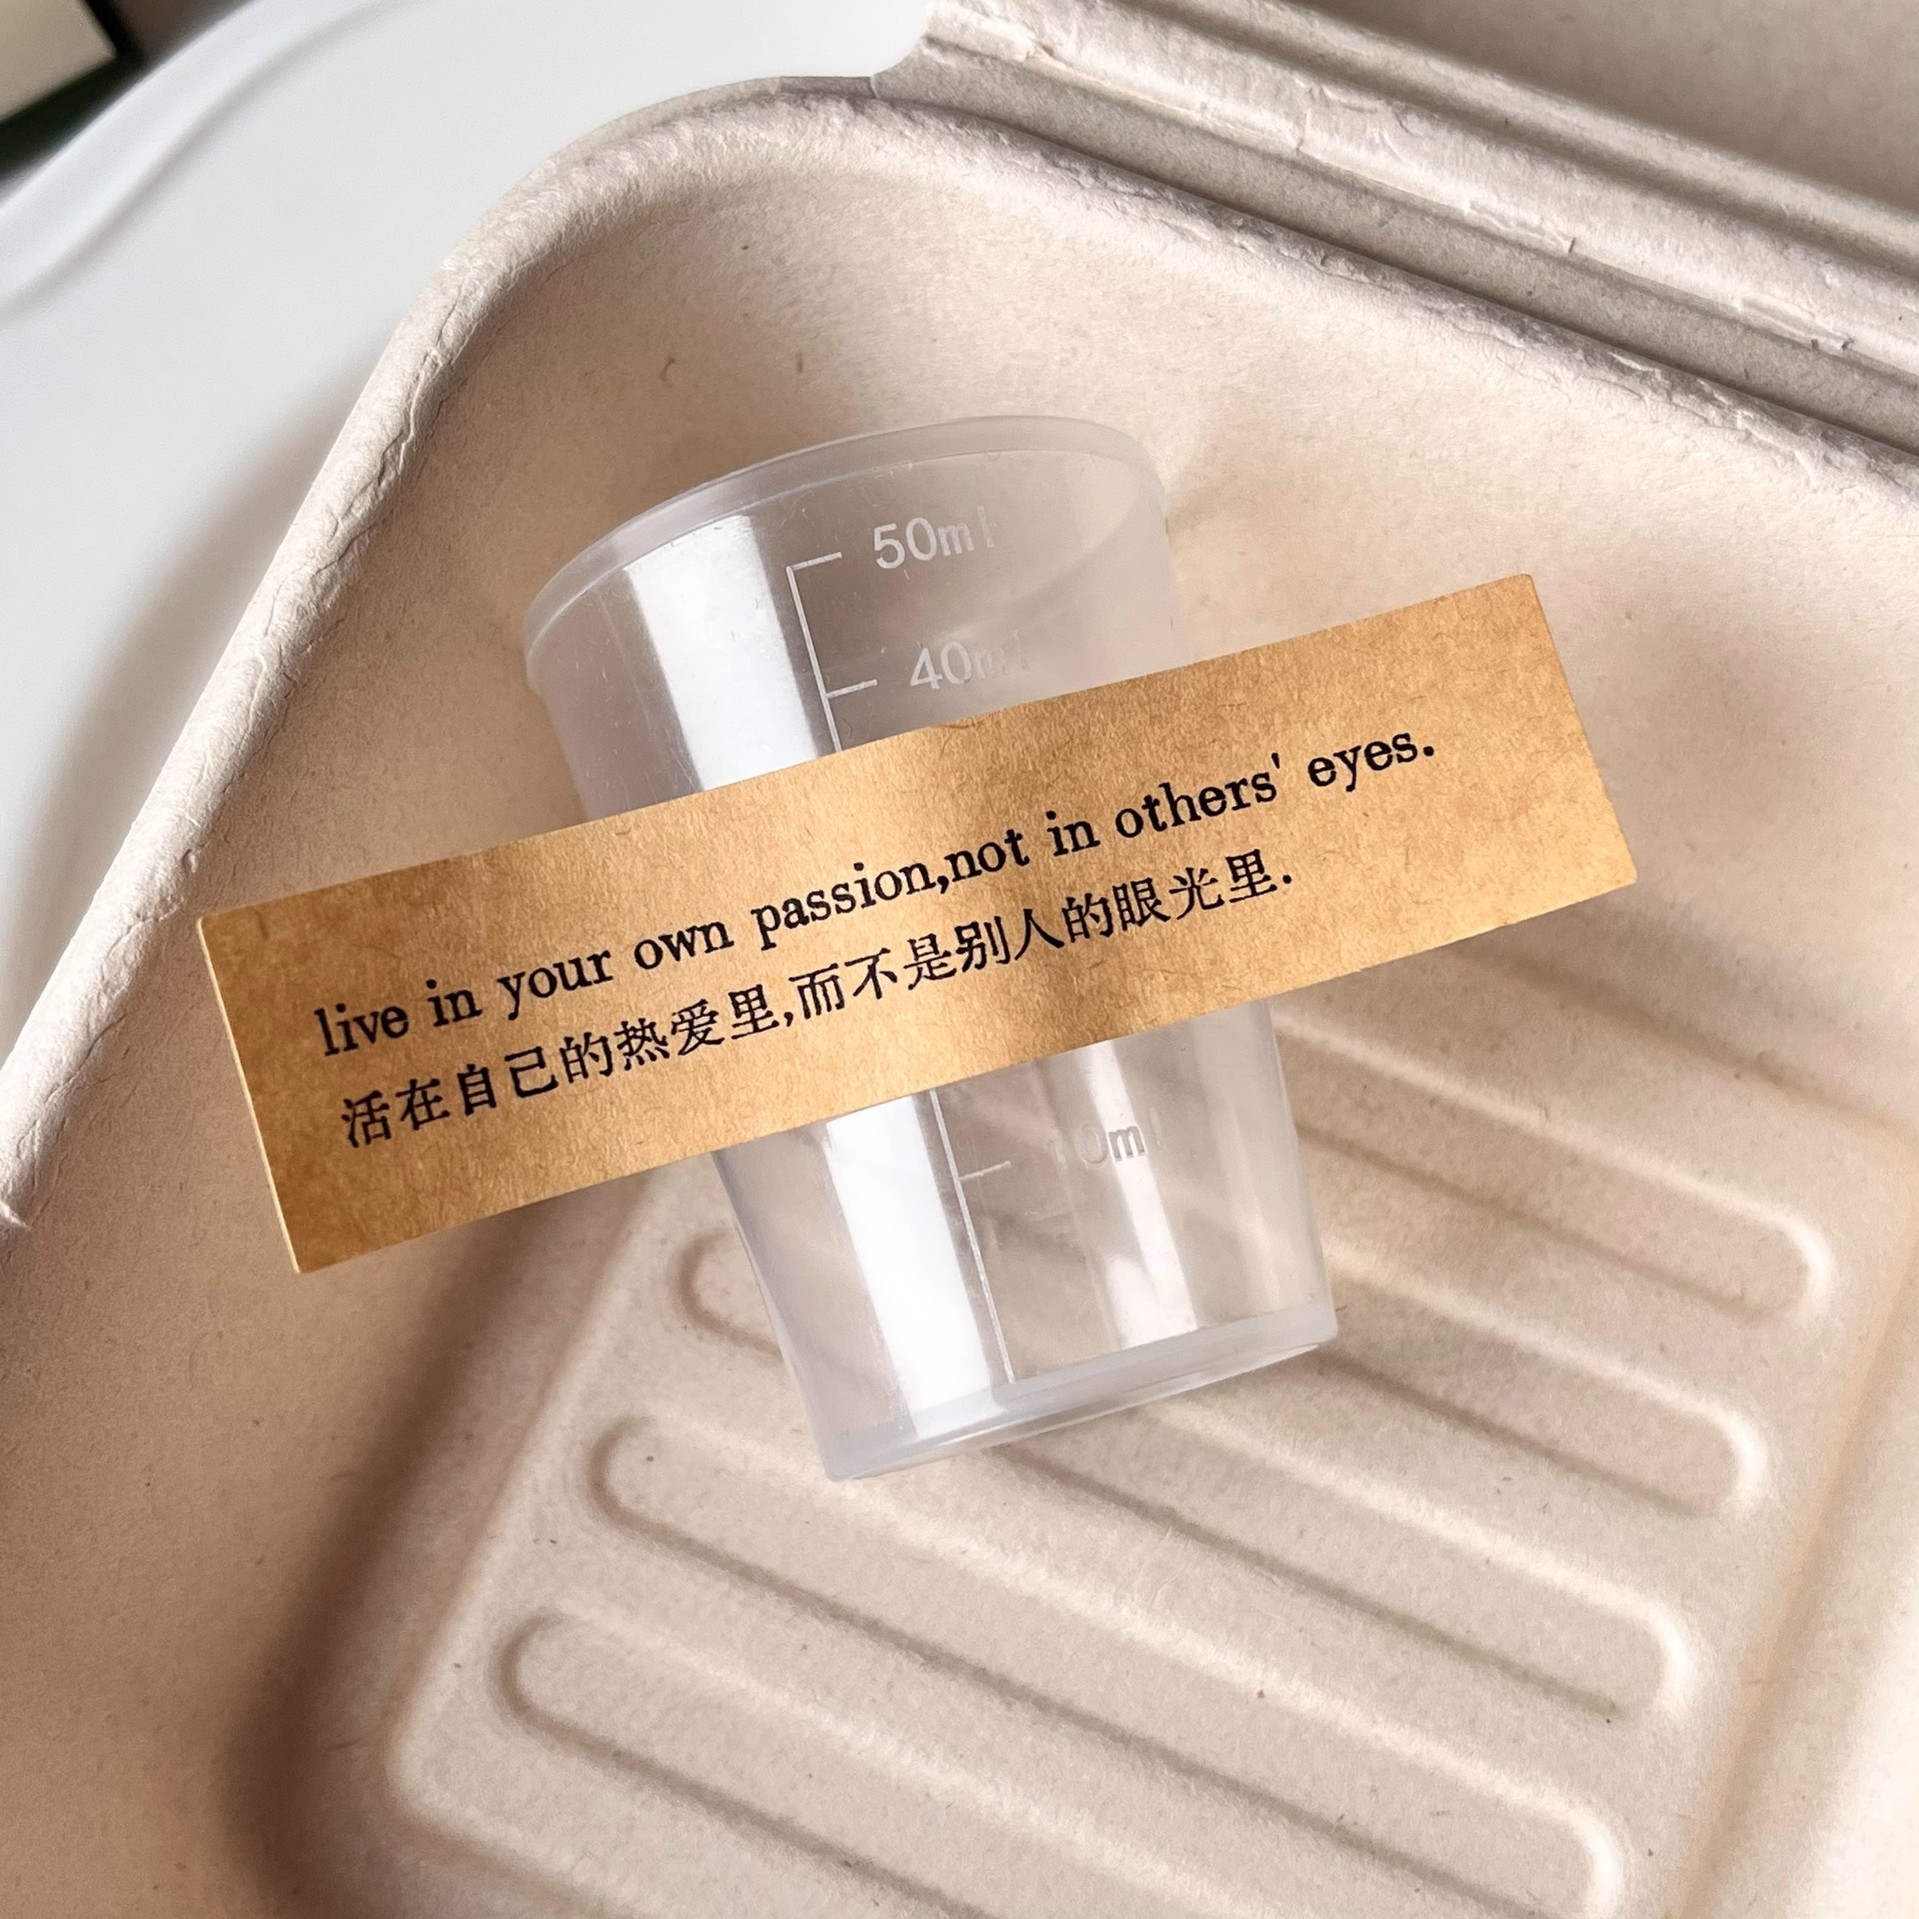 50ml
40ml
live in your own passion,not in others' eyes.
活在自己的热爱里,而不是别人的眼光里.
10ml